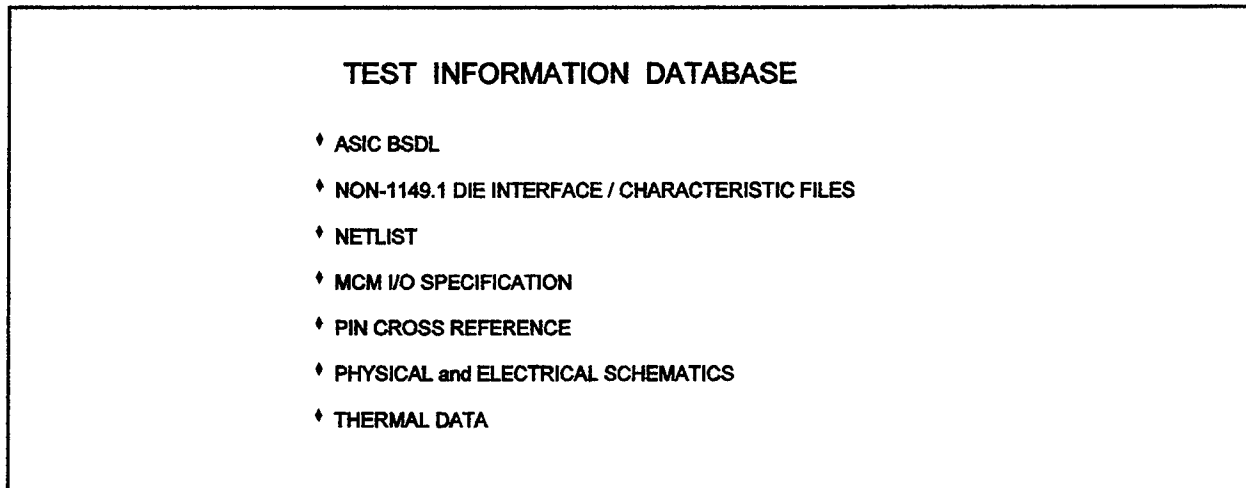 TEST INFORMATION DATABASE
♦ ASIC BSDL
♦ NON-1149.1 DIE INTERFACE / CHARACTERISTIC FILES
♦ NETLIST
♦ MCM I/O SPECIFICATION
♦ PIN CROSS REFERENCE
♦ PHYSICAL and ELECTRICAL SCHEMATICS
♦ THERMAL DATA